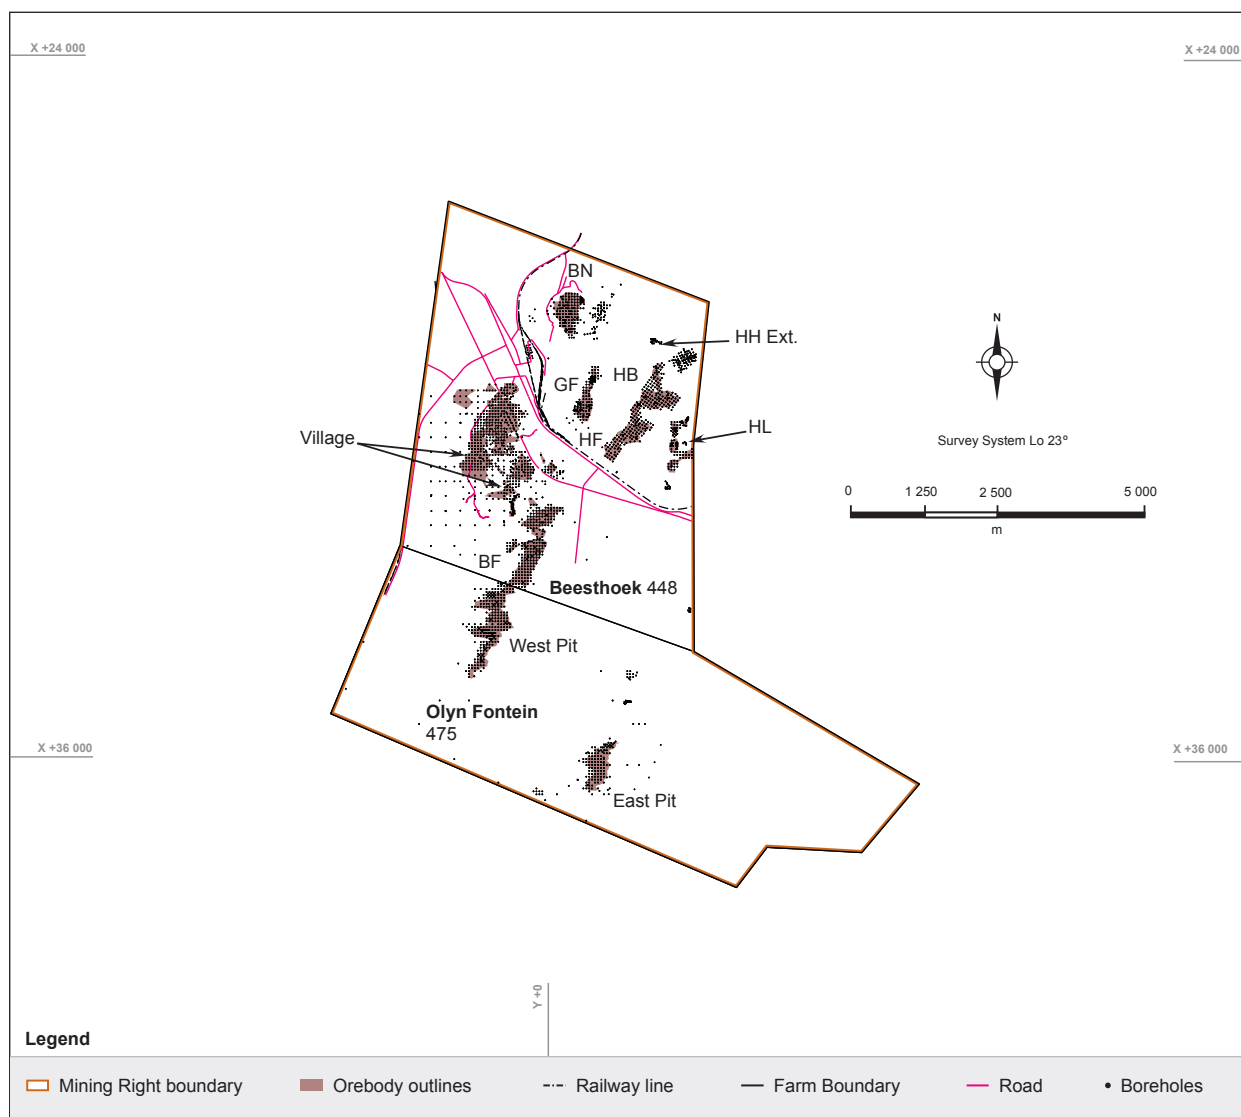 X +24 000
X +24 000
BN
N
HH Ext.
GF
HB
Village
HF
HL
Survey System Lo 23°
0 1 250 2 500 5 000
m
BF
Beesthoek 448
West Pit
Olyn Fontein
475
X +36 000
X +36 000
East Pit
Y +0
Legend
Mining Right boundary
Orebody outlines
Railway line
Farm Boundary
Road
Boreholes